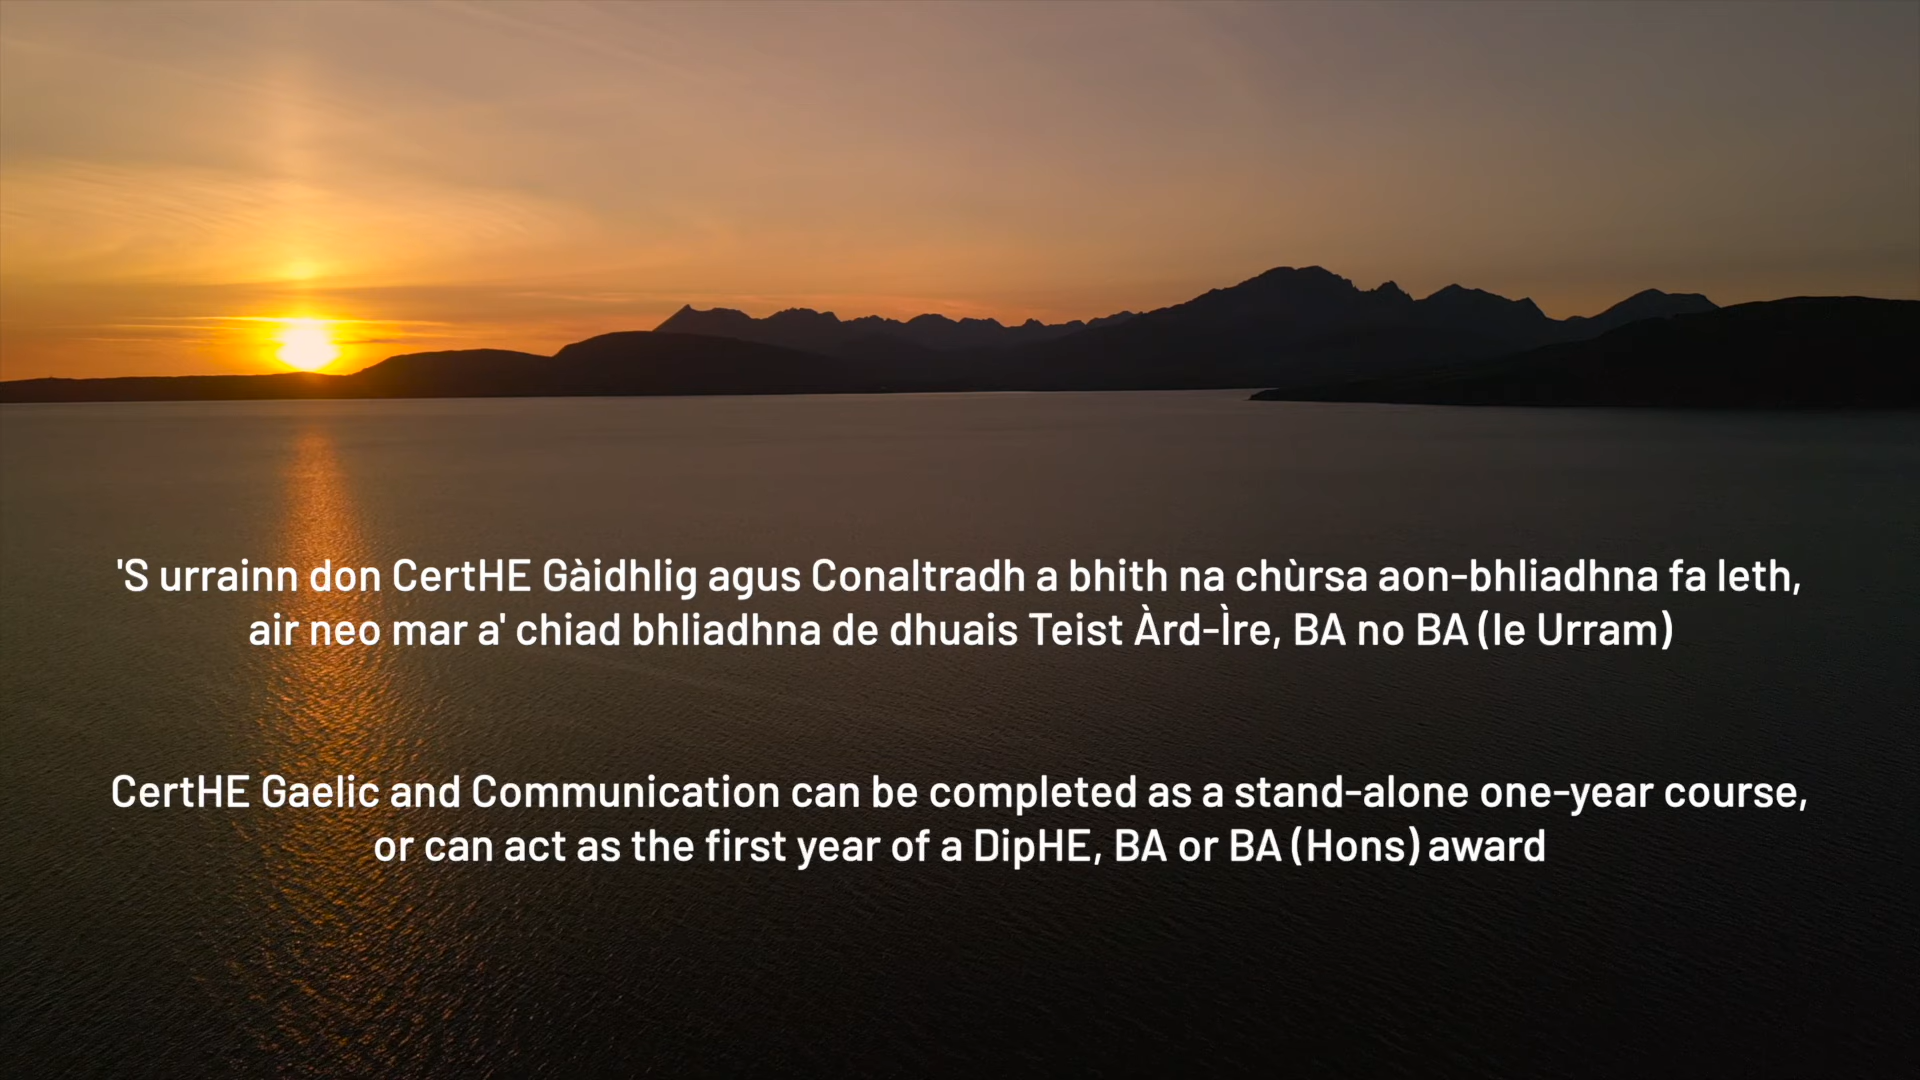 'S urrainn don CertHE Gàidhlig agus Conaltradh a bhith na chùrsa aon-bhliadhna fa leth,
air neo mar a' chiad bhliadhna de dhuais Teist Àrd-Ìre, BA no BA (le Urram)
CertHE Gaelic and Communication can be completed as a stand-alone one-year course,
or can act as the first year of a DipHE, BA or BA (Hons) award